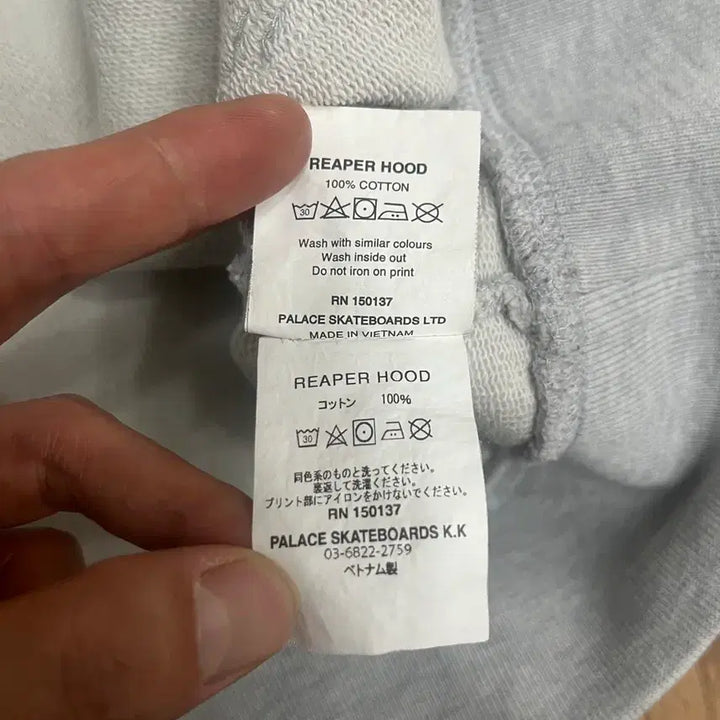 REAPER HOOD
100% COTTON
30
Wash with similar colours
Wash inside out
Do not iron on print
RN 150137
PALACE SKATEBOARDS LTD
MADE IN VIETNAM
REAPER HOOD
コットン 100%
30
同色系のものと洗ってください。
裏返して洗濯ください。
プリント部にアイロンをかけないでください。
RN 150137
PALACE SKATEBOARDS K.K
03-6822-2759
ベトナム製